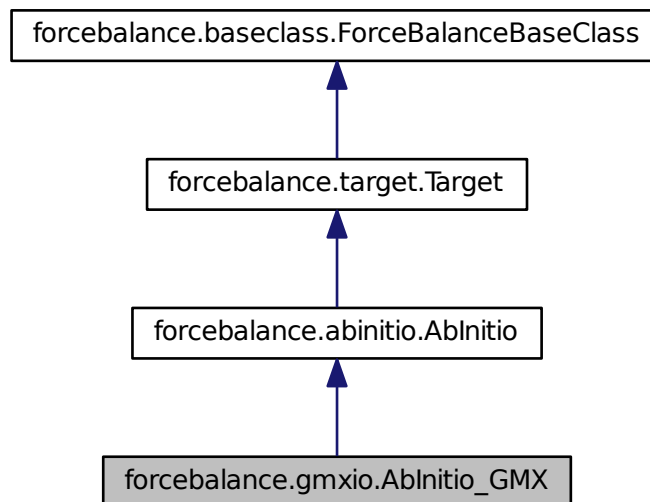 forcebalance.baseclass.ForceBalanceBaseClass
forcebalance.target.Target
forcebalance.abinitio.AbInitio
forcebalance.gmxio.AbInitio_GMX